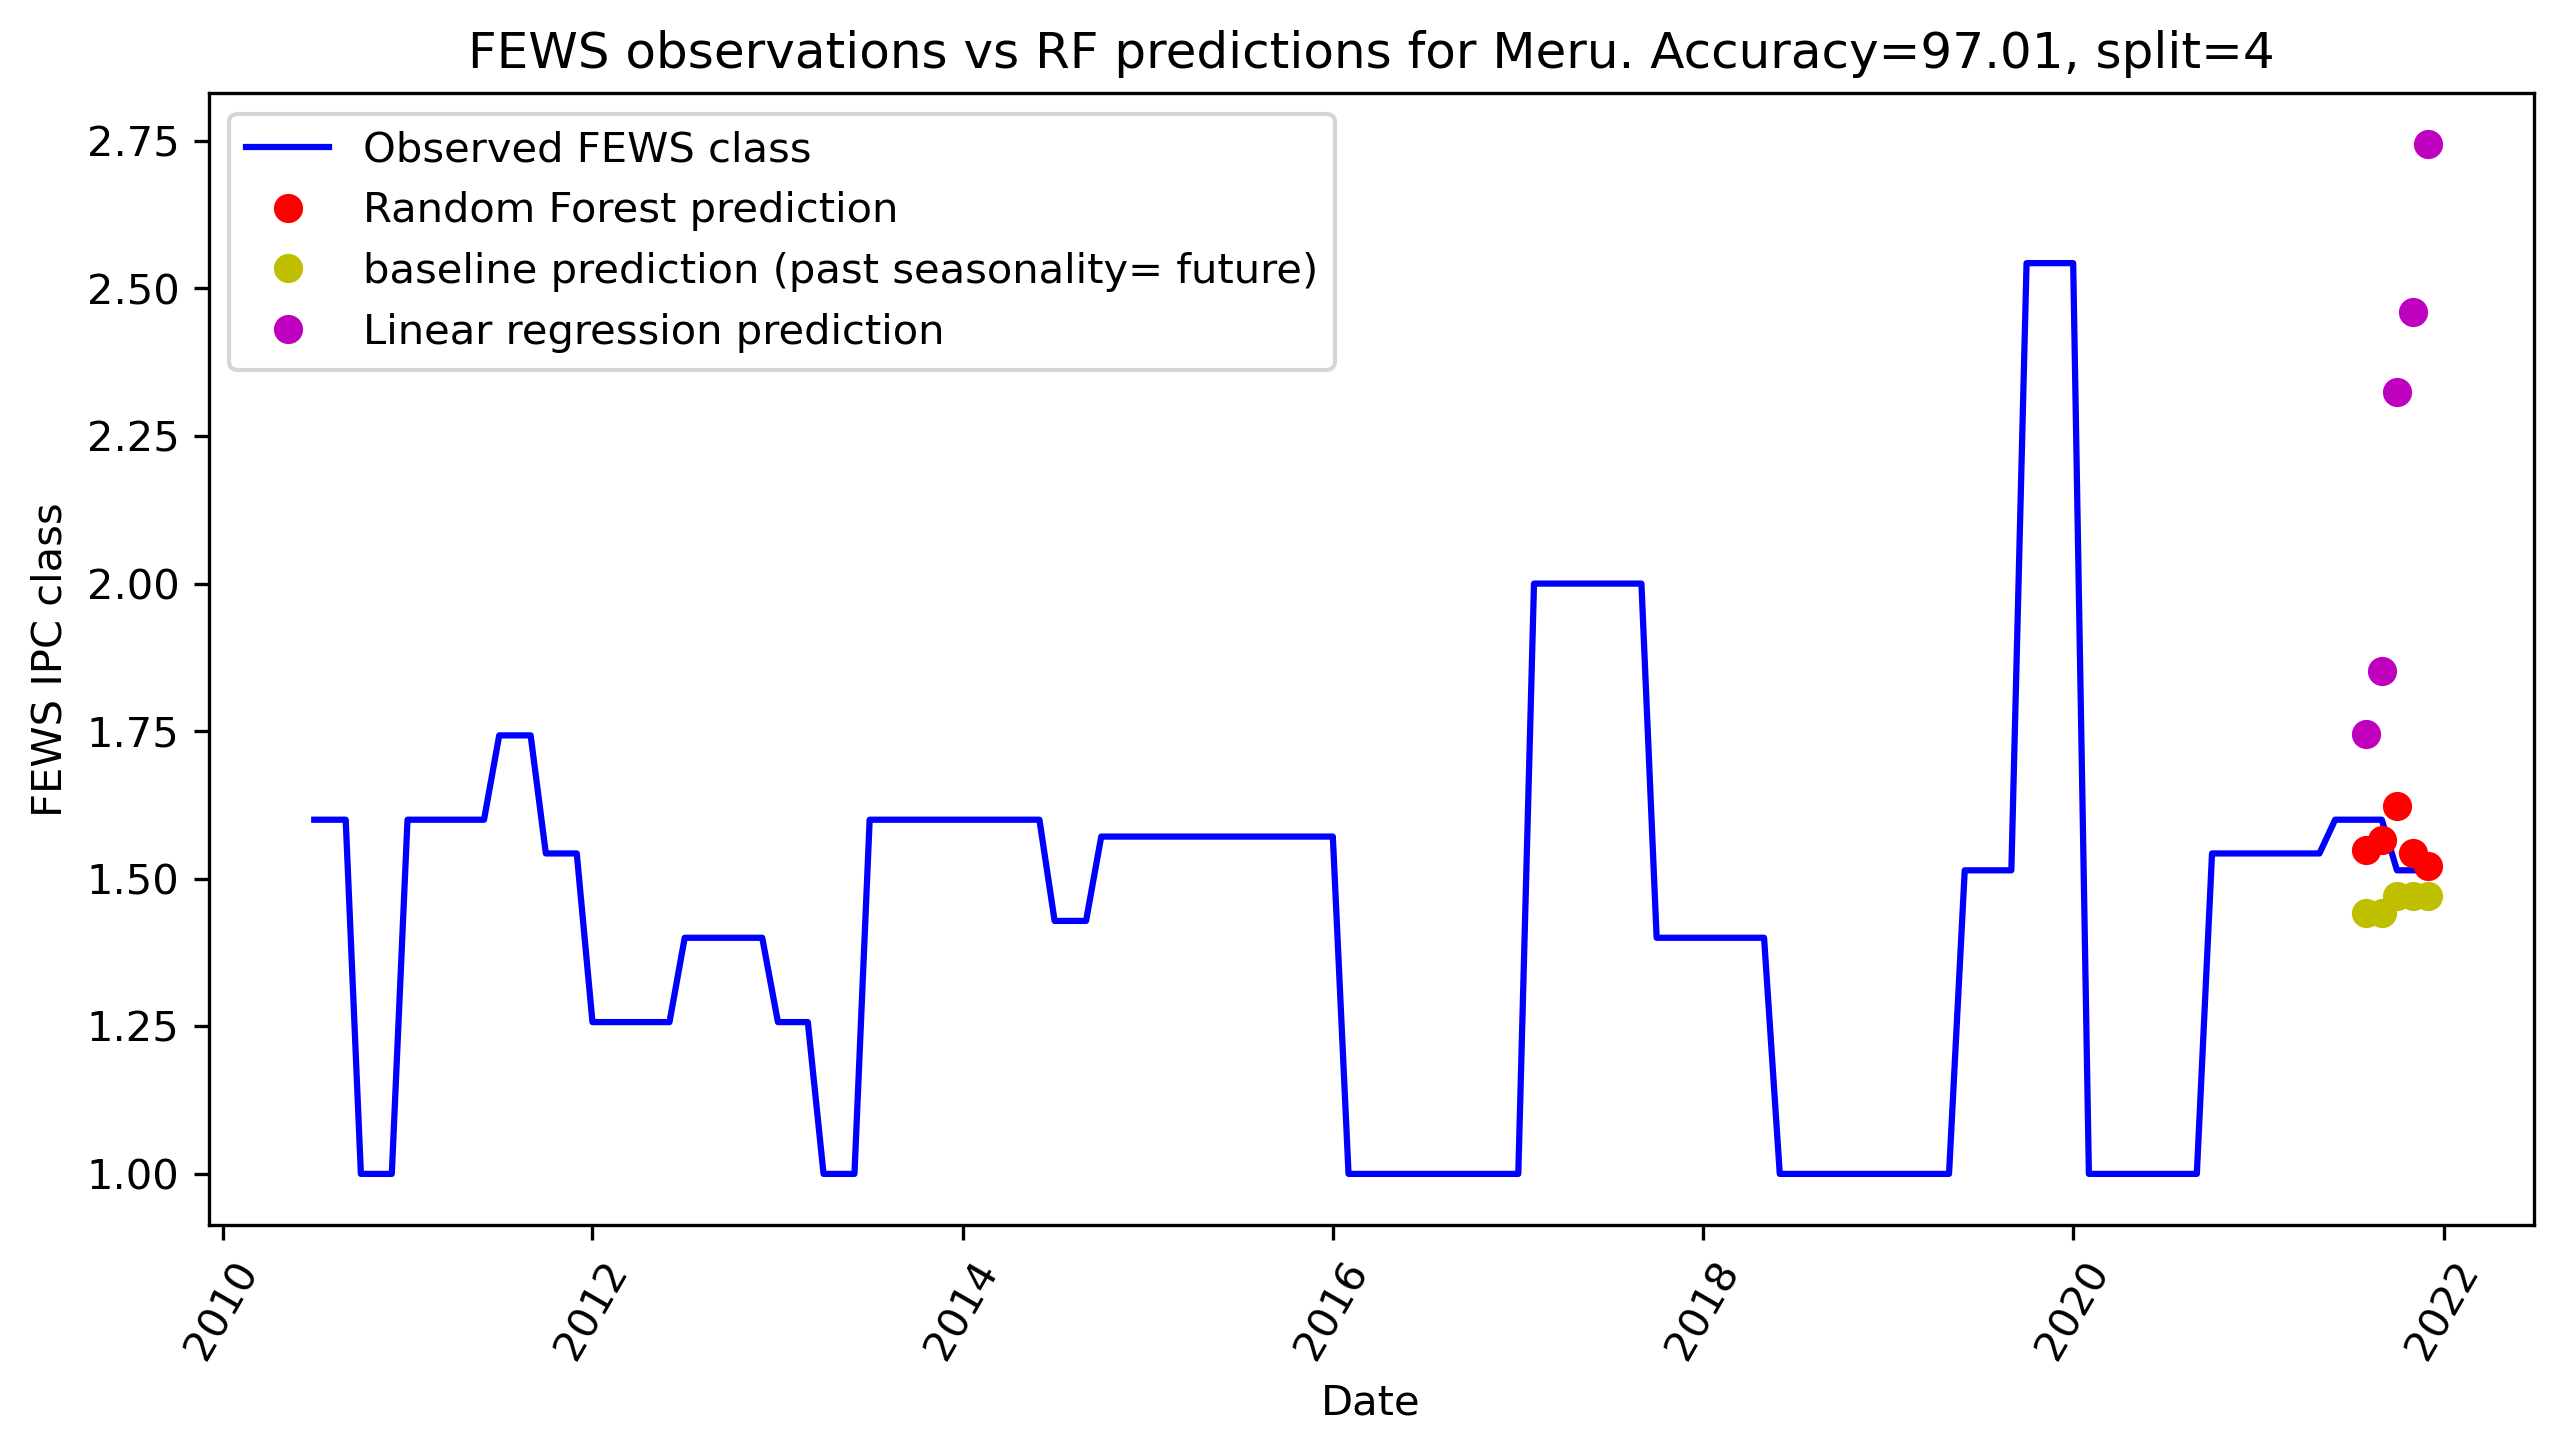 FEWS observations vs RF predictions for Meru. Accuracy=97.01, split=4
Observed FEWS class
Random Forest prediction
baseline prediction (past seasonality= future)
Linear regression prediction
FEWS IPC class
2.75
2.50
2.25
2.00
1.75
1.50
1.25
1.00
2010
2012
2014
2016
2018
2020
2022
Date